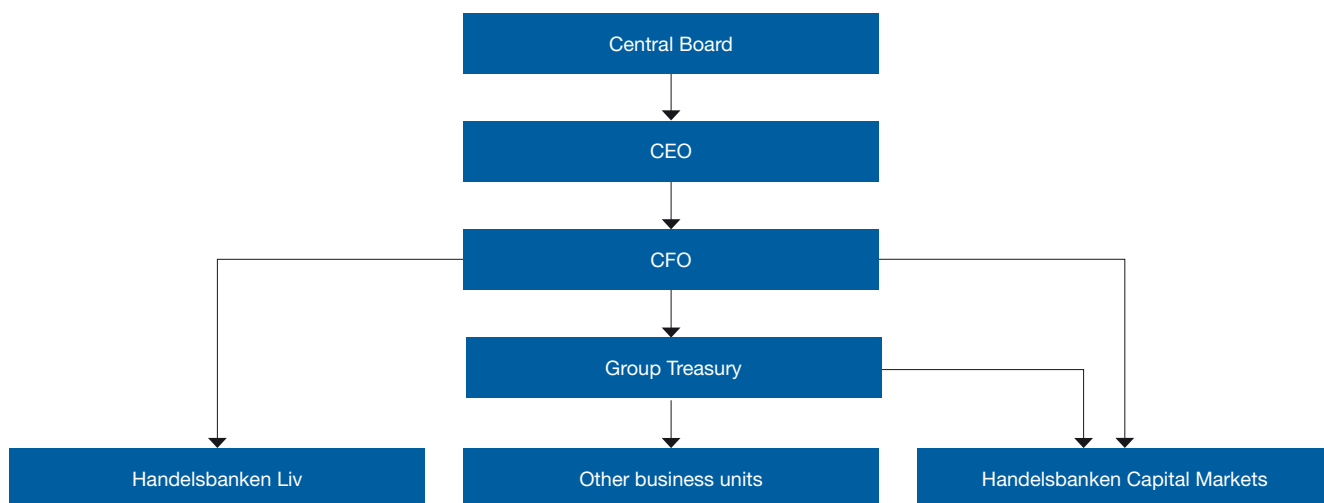 Central Board
CEO
CFO
Group Treasury
Handelsbanken Liv
Other business units
Handelsbanken Capital Markets